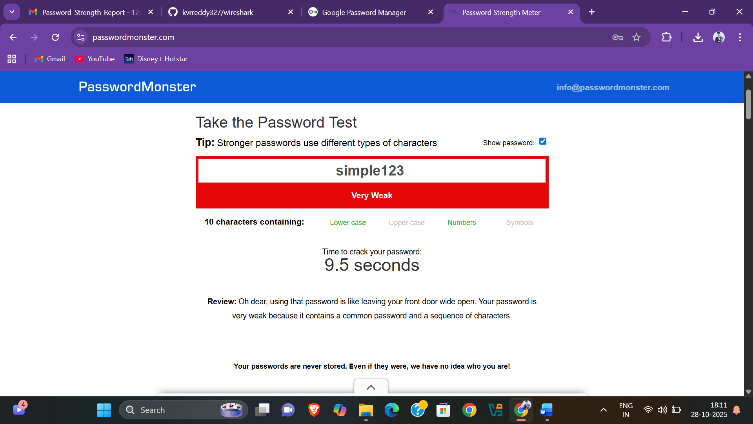 Password Strength Report - 12
kvrreddy327/wireshark
Google Password Manager
Password Strength Meter
passwordmonster.com
Gmail
YouTube
Disney+ Hotstar
PasswordMonster
info@passwordmonster.com
Take the Password Test
Tip: Stronger passwords use different types of characters
Show password:
simple123
Very Weak
10 characters containing:
Lower case
Upper case
Numbers
Symbols
Time to crack your password:
9.5 seconds
Review: Oh dear, using that password is like leaving your front door wide open. Your password is
very weak because it contains a common password and a sequence of characters.
Your passwords are never stored. Even if they were, we have no idea who you are!
Search
ENG
IN
18:11
28-10-2025